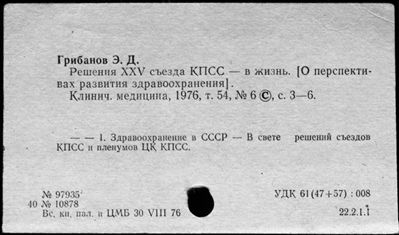 Грибанов Э. Д.
Решения XXV съезда КПСС — в жизнь. [О перспекти-
вах развития здравоохранения].
Клинич. медицина, 1976, т. 54, № 6 ©, с. 3—6.
— — 1. Здравоохранение в СССР — В свете решений съездов
КПСС и пленумов ЦК КПСС.
№ 97935
40 № 10878
Вс. кн. пал. и ЦМБ 30 VIII 76
УДК 61(47+57) : 008
22.2.1.1